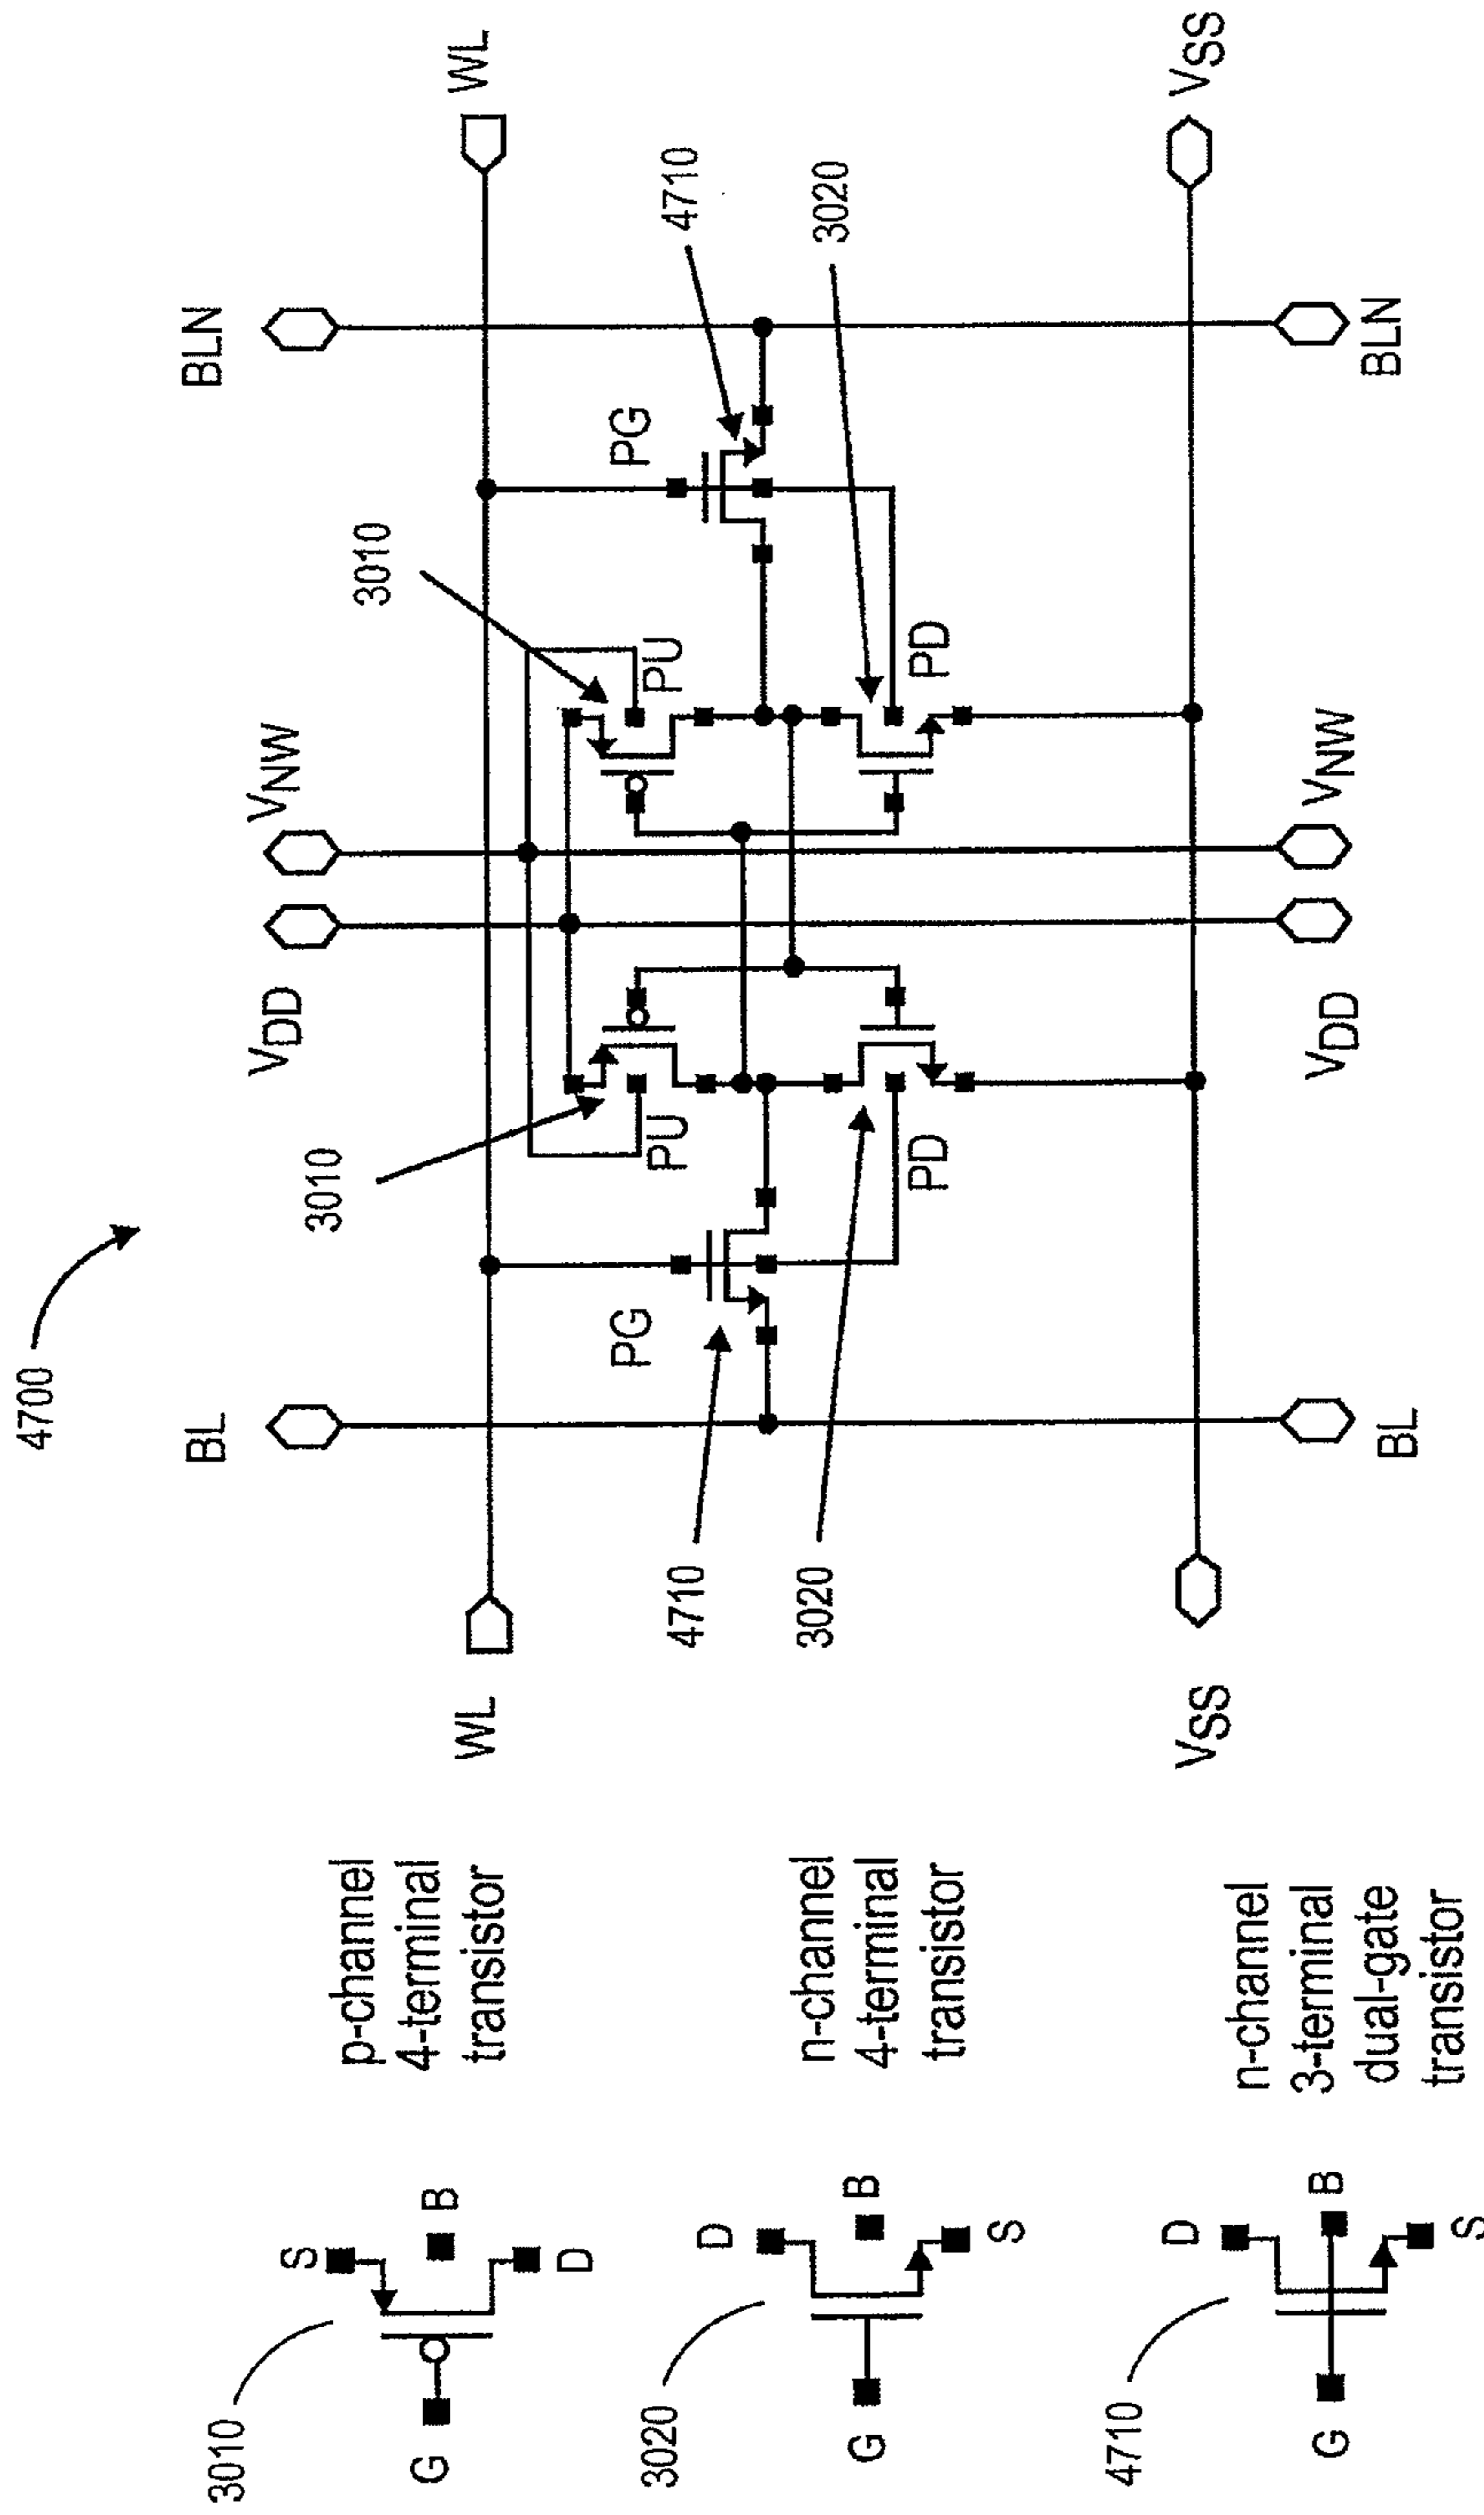 4700
BL
VDD
VNW
BLN
WL
WL
3010
3010
PG
PU
PU
PG
4710
4710
3020
3020
PD
PD
VSS
VSS
BL
VDD
VNW
BLN
3010
G
S
B
D
p-channel
4-terminal
transistor
3020
G
D
B
S
n-channel
4-terminal
transistor
4710
G
D
B
S
n-channel
3-terminal
dual-gate
transistor